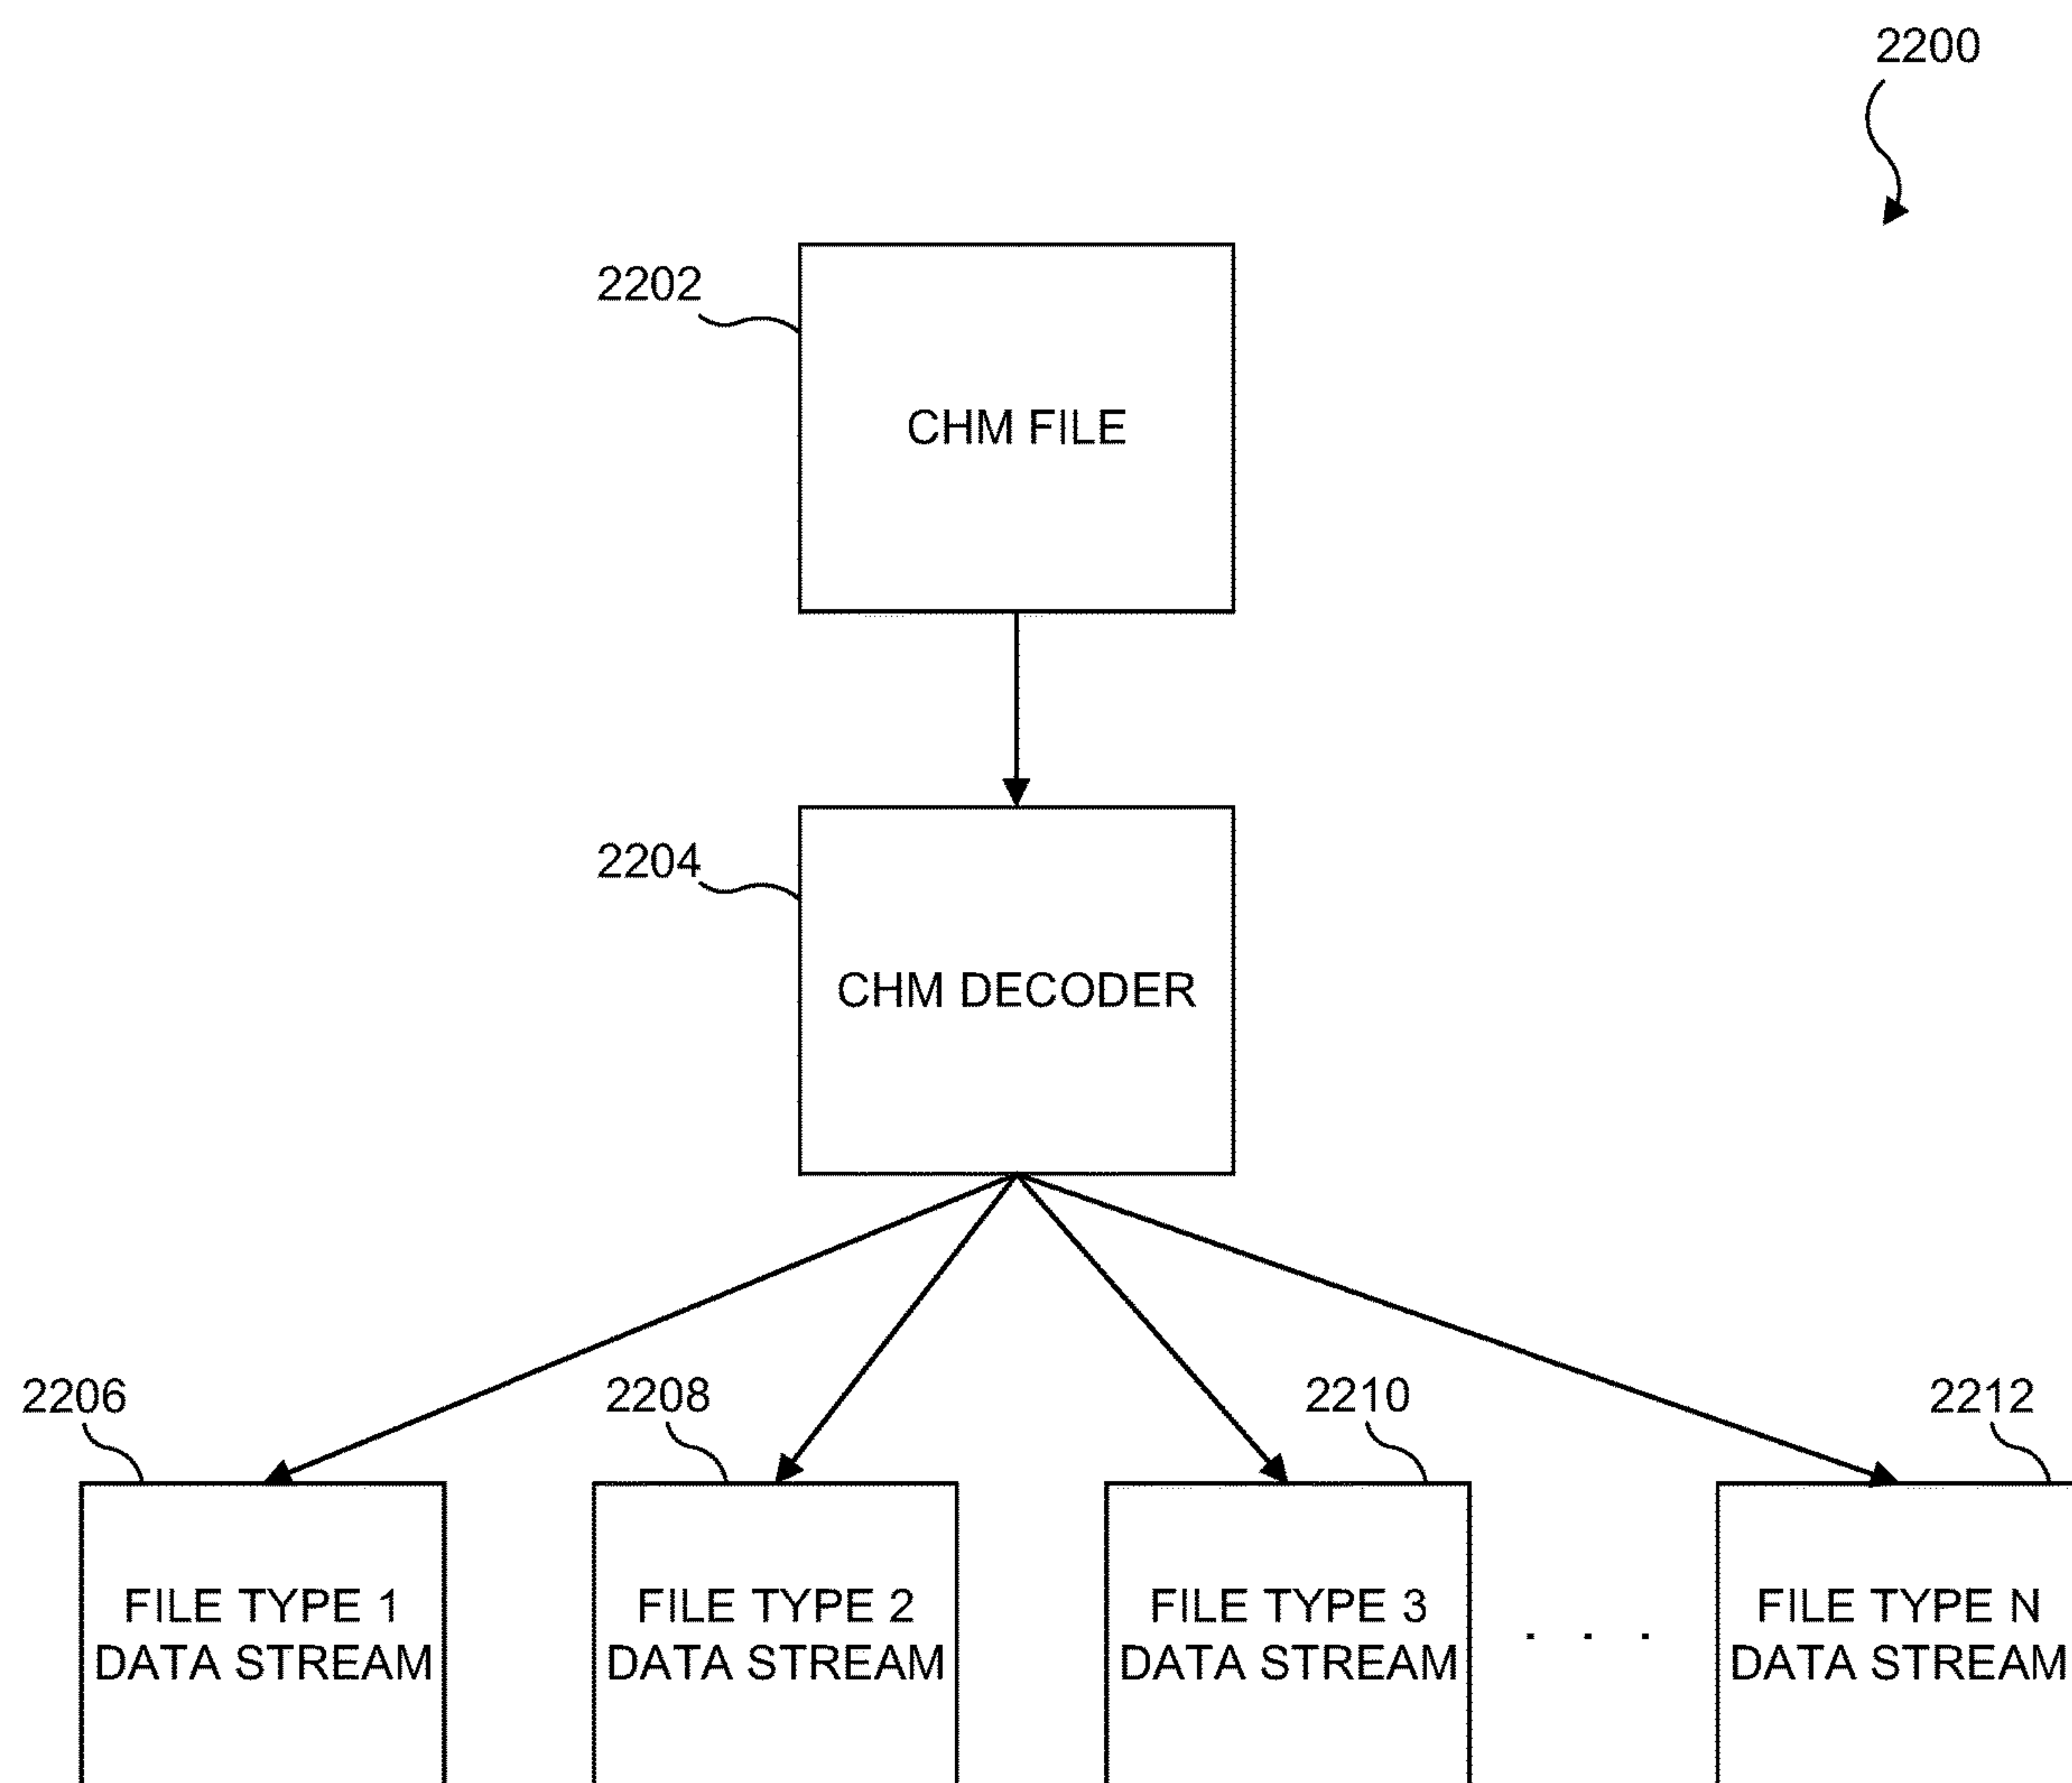 2200
2202
CHM FILE
2204
CHM DECODER
2206
2208
2210
2212
FILE TYPE 1
DATA STREAM
FILE TYPE 2
DATA STREAM
FILE TYPE 3
DATA STREAM
. . .
FILE TYPE N
DATA STREAM